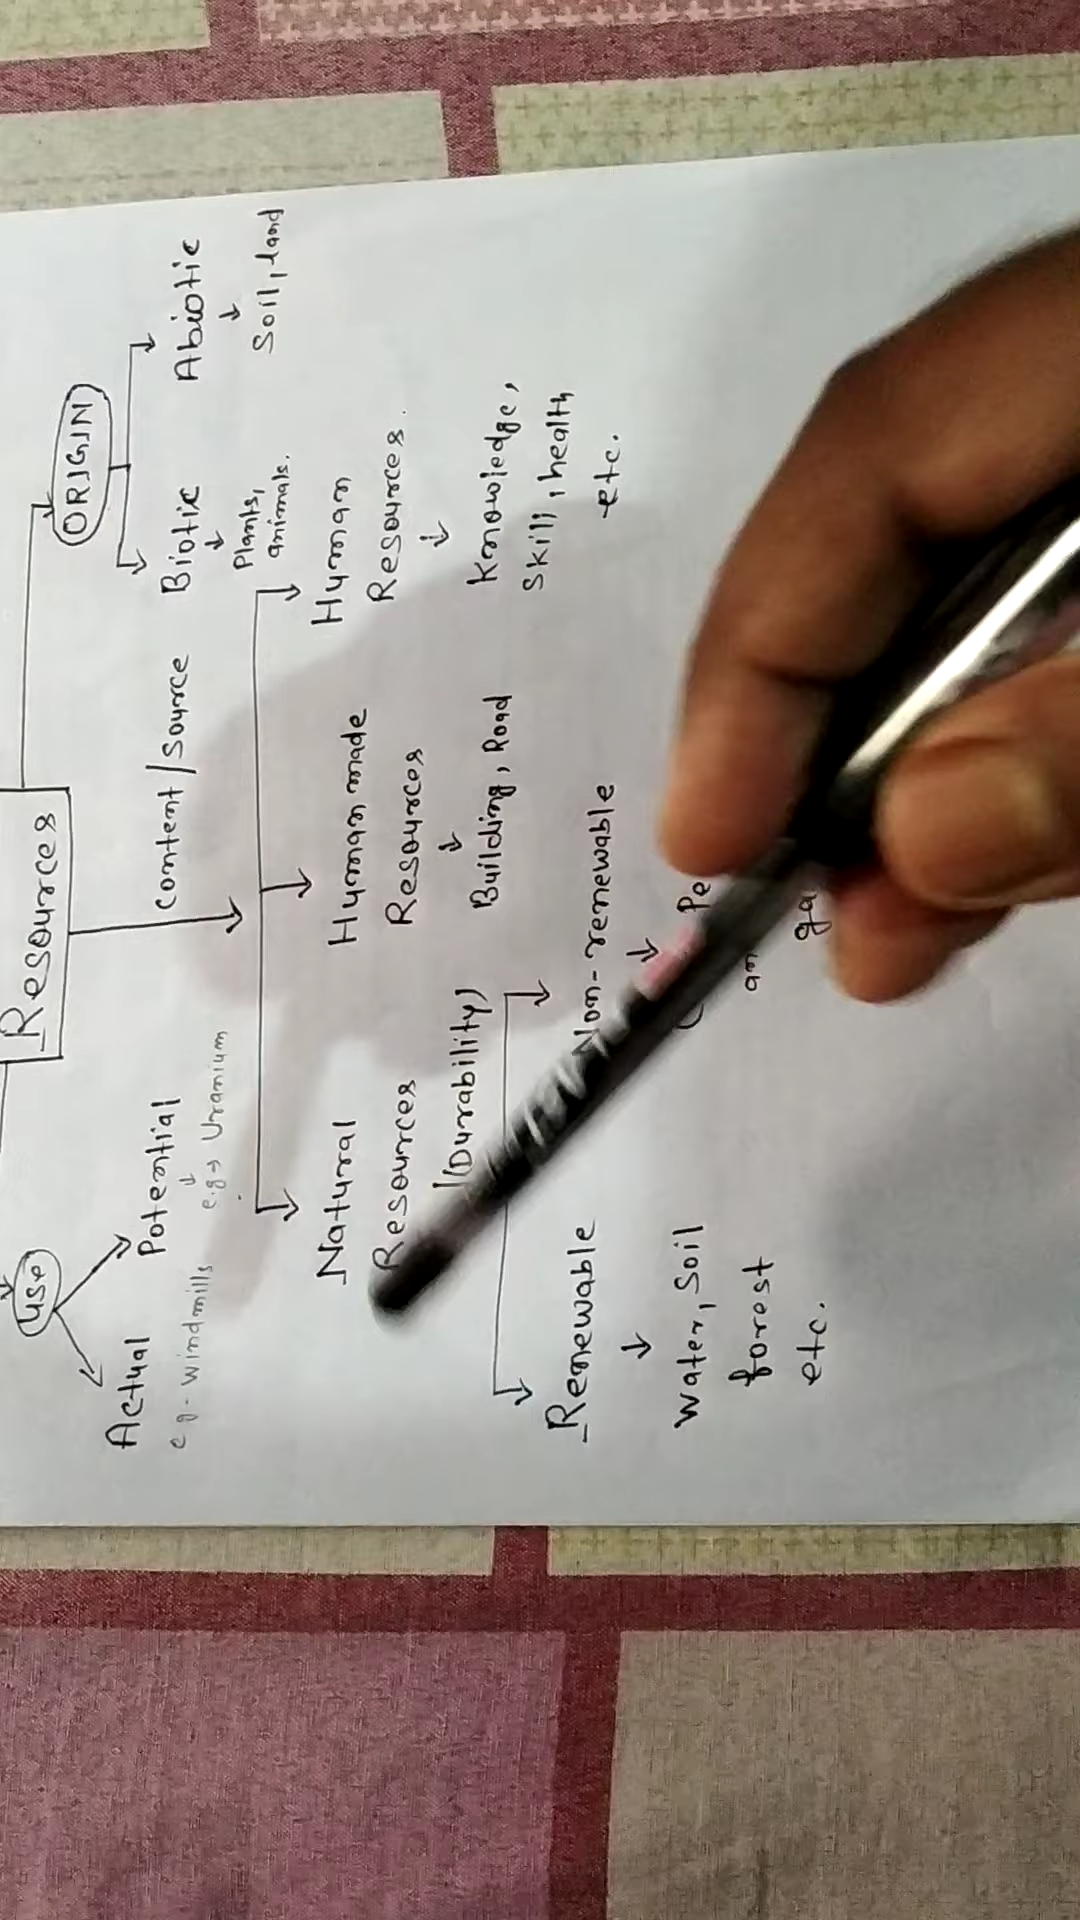 Resources
USE
Actual
e.g - windmills
Potential
e.g → Uranium
Content/Source
ORIGIN
Biotic
Plants,
animals.
Abiotic
Soil, land
Natural
Resources
(Durability)
Human made
Resources
Building, Road
Human
Resources.
Knowledge,
Skill, health
etc.
Renewable
Water, Soil
forest
etc.
Non-renewable